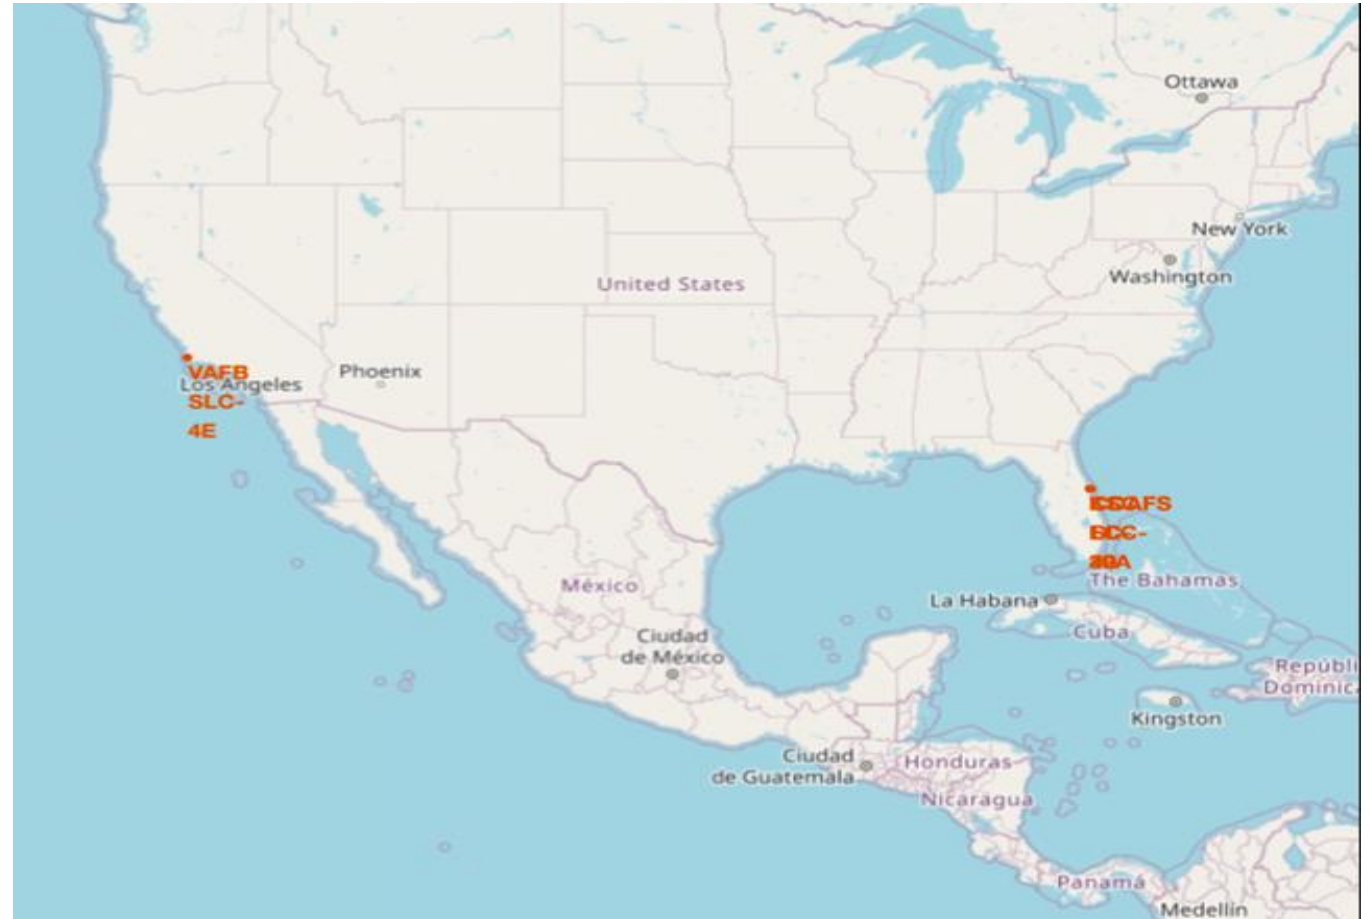 Ottawa
New York
Washington
United States
VAFB
Los Angeles
SLC-
4E
Phoenix
México
Ciudad
de México
La Habana
The Bahamas
Cuba
Kingston
Ciudad
de Guatemala
Honduras
Nicaragua
Panamá
Medellín